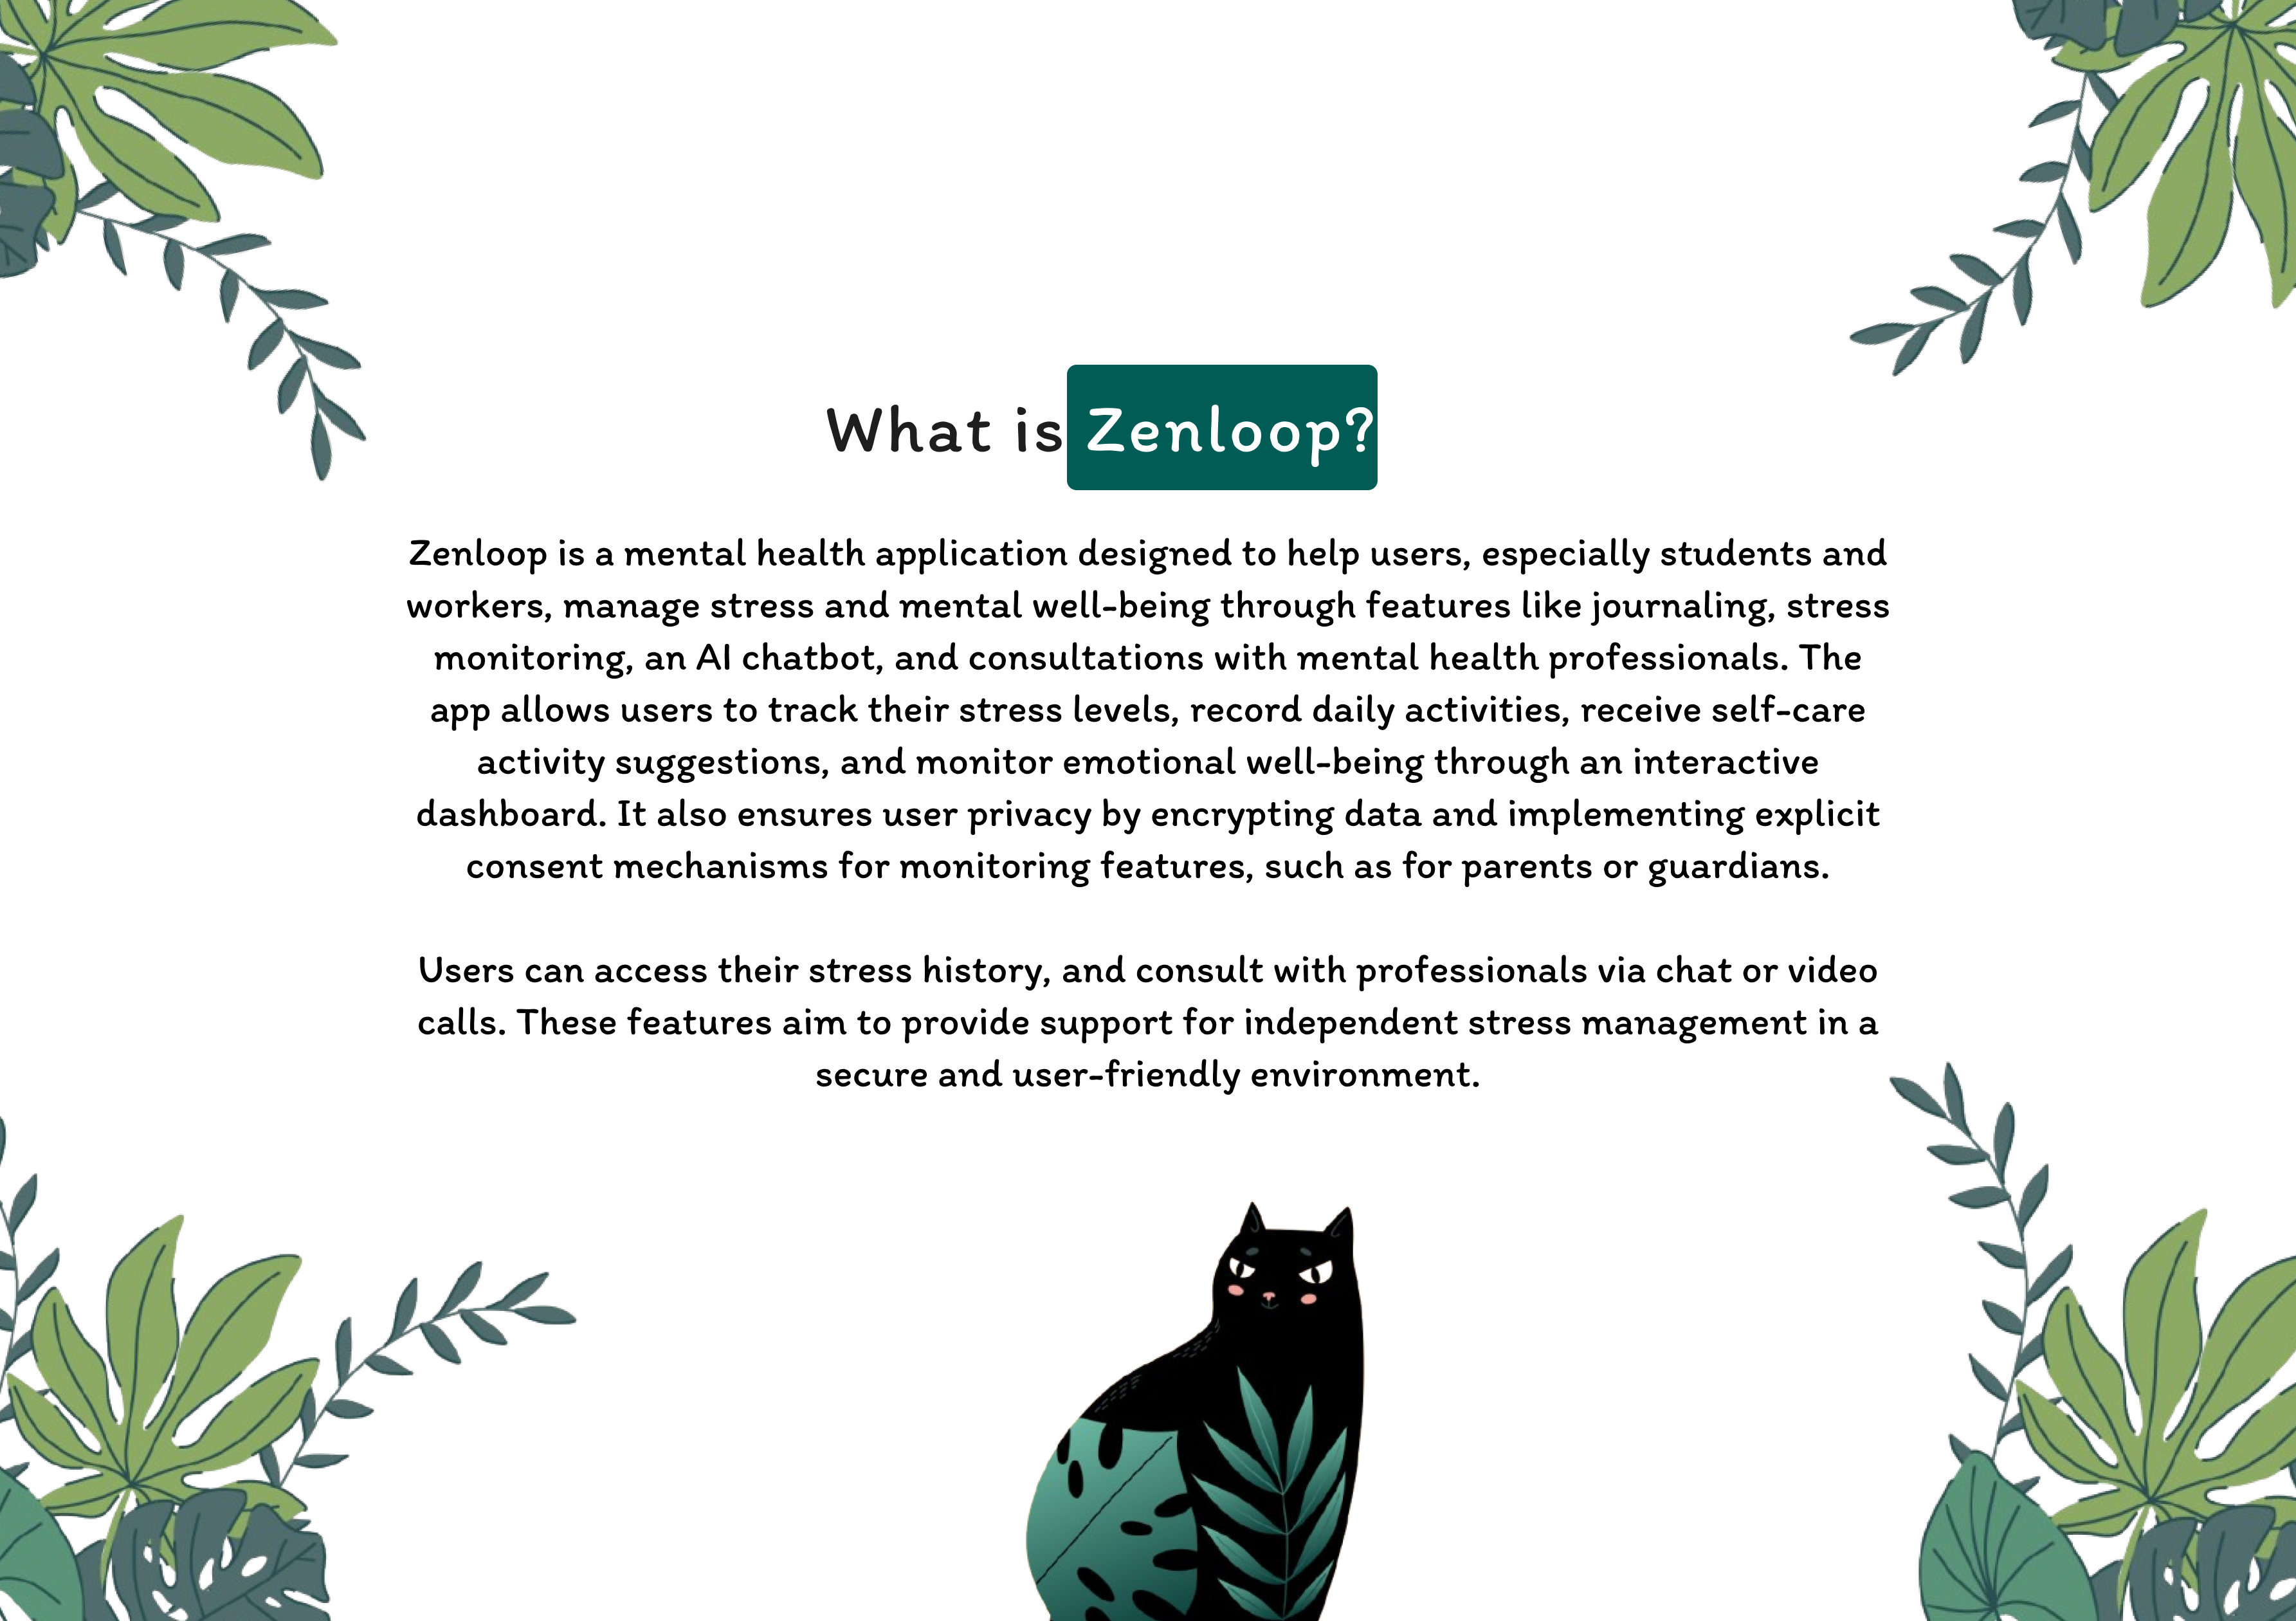 What is Zenloop?
Zenloop is a mental health application designed to help users, especially students and
workers, manage stress and mental well-being through features like journaling, stress
monitoring, an AI chatbot, and consultations with mental health professionals. The
app allows users to track their stress levels, record daily activities, receive self-care
activity suggestions, and monitor emotional well-being through an interactive
dashboard. It also ensures user privacy by encrypting data and implementing explicit
consent mechanisms for monitoring features, such as for parents or guardians.
Users can access their stress history, and consult with professionals via chat or video
calls. These features aim to provide support for independent stress management in a
secure and user-friendly environment.